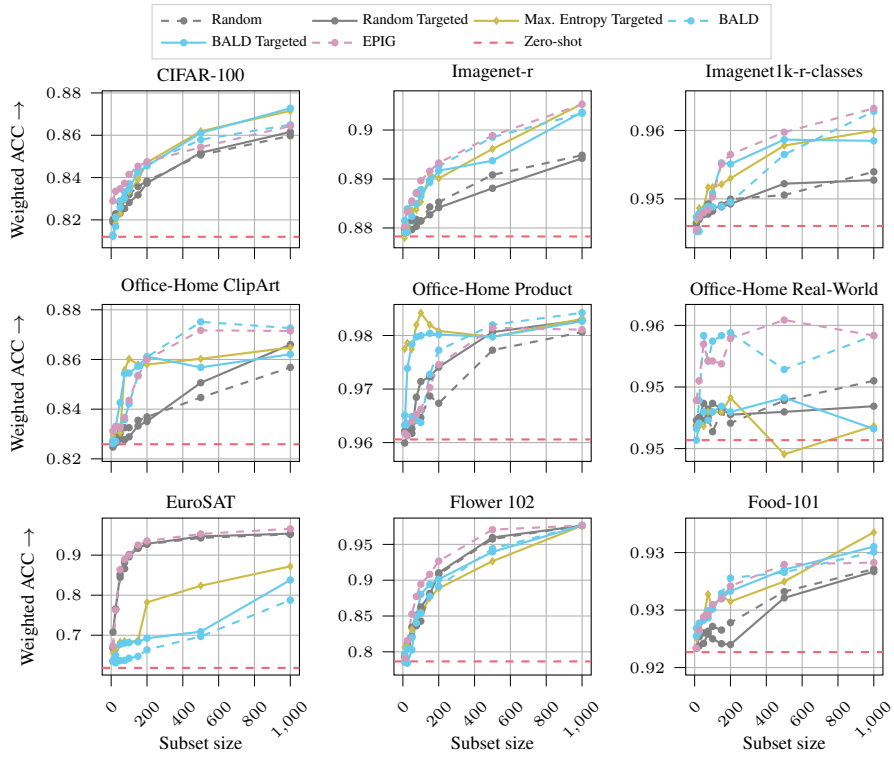 Random
Random Targeted
Max. Entropy Targeted
BALD
BALD Targeted
EPIG
Zero-shot
CIFAR-100
Imagenet-r
Imagenet1k-r-classes
Weighted ACC →
0.88
0.86
0.84
0.82
0.9
0.89
0.88
0.96
0.95
Office-Home ClipArt
Office-Home Product
Office-Home Real-World
Weighted ACC →
0.88
0.86
0.84
0.82
0.98
0.97
0.96
0.96
0.95
0.95
EuroSAT
Flower 102
Food-101
Weighted ACC →
0.9
0.8
0.7
0.95
0.9
0.85
0.8
0.93
0.93
0.92
0
200
400
600
800
1,000
0
200
400
600
800
1,000
0
200
400
600
800
1,000
Subset size
Subset size
Subset size